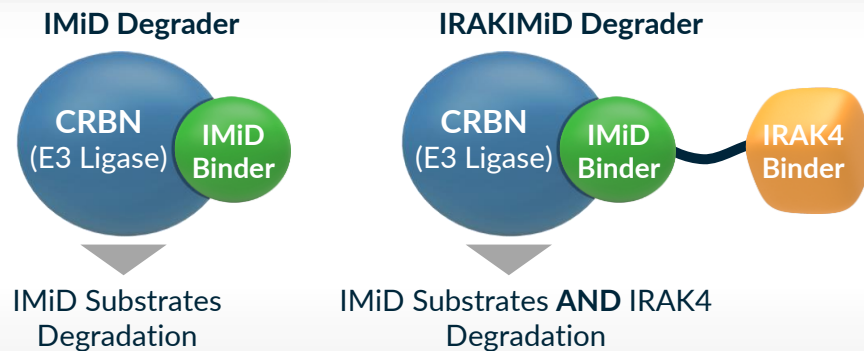 IMiD Degrader
CRBN
(E3 Ligase)
IMiD
Binder
IMiD Substrates
Degradation
IRAKIMiD Degrader
CRBN
(E3 Ligase)
IMiD
Binder
IRAK4
Binder
IMiD Substrates AND IRAK4
Degradation